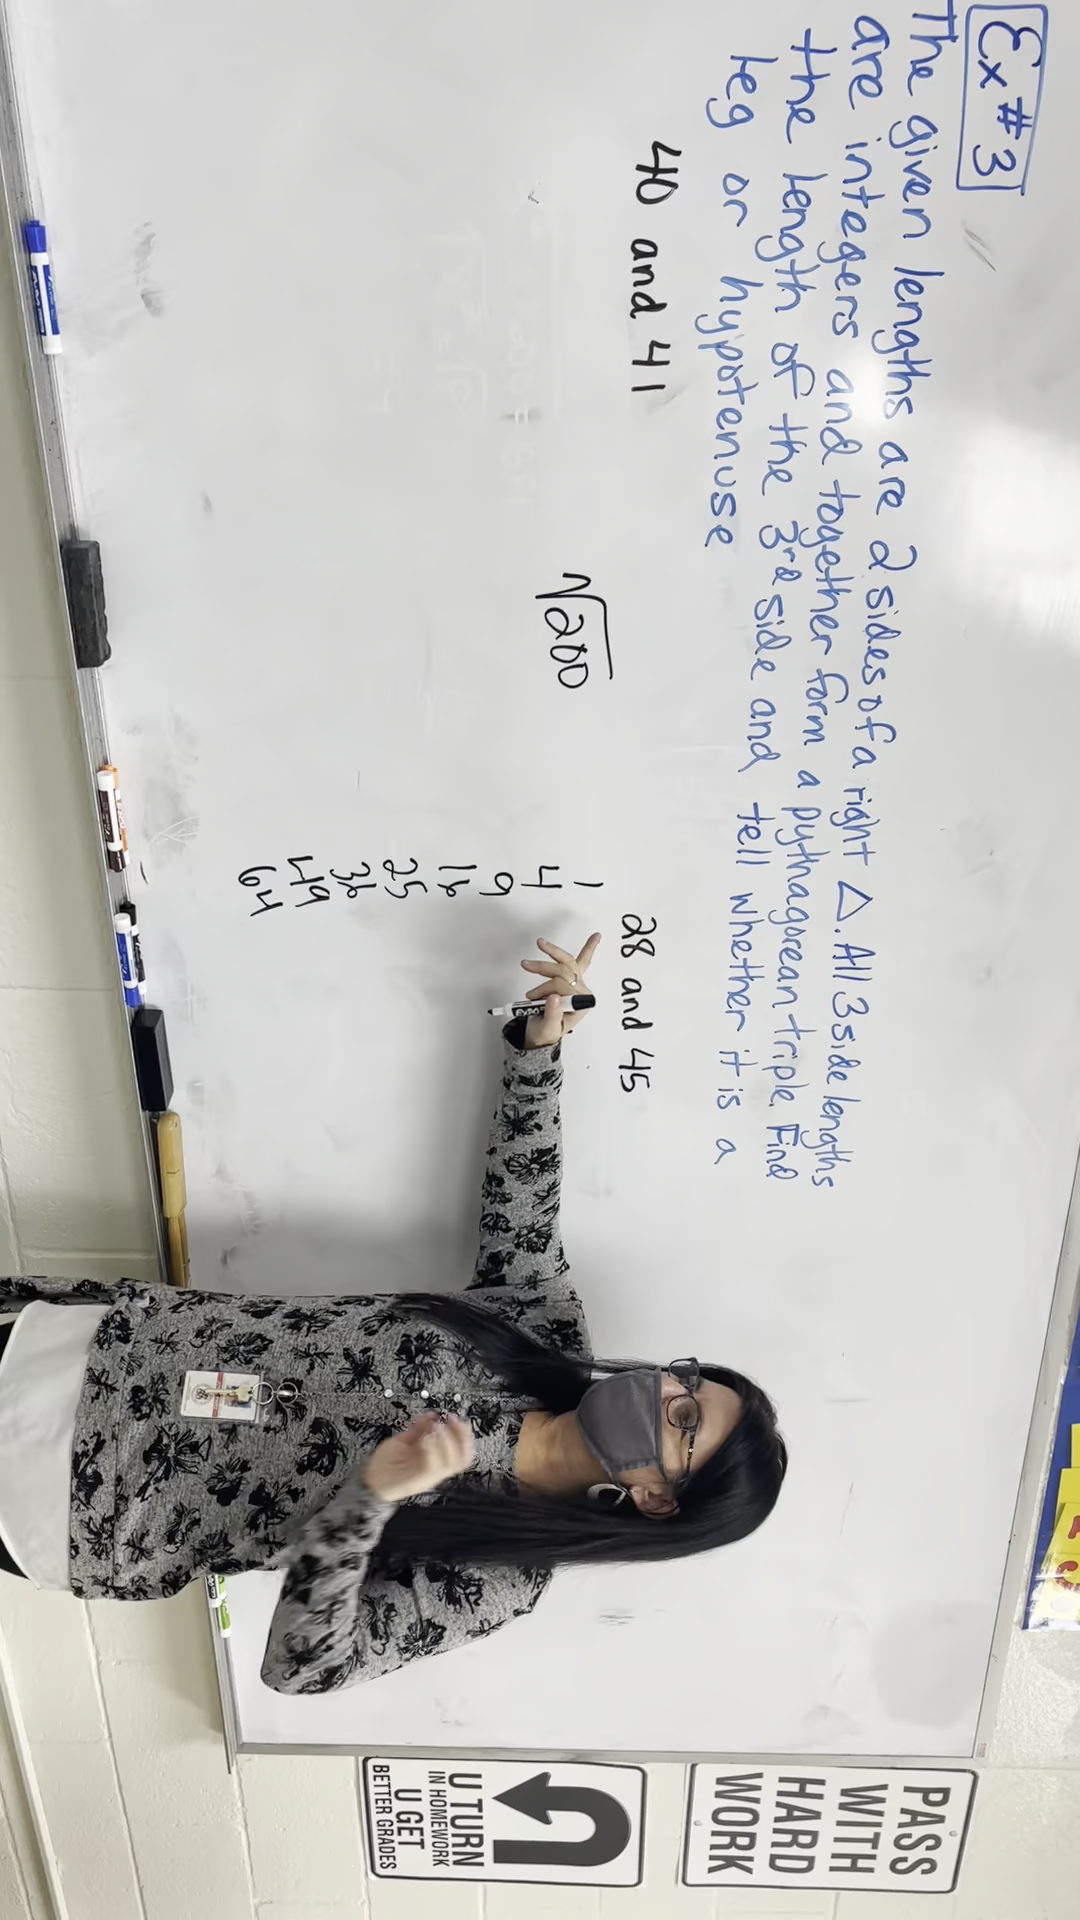 Ex #3
The given lengths are 2 sides of a right △. All 3 side lengths
are integers and together form a pythagorean triple. Find
the length of the 3rd side and tell whether it is a
leg or hypotenuse
40 and 41
28 and 45
√200
1
4
9
16
25
36
49
64
EXPO
PASS
WITH
HARD
WORK
U TURN
IN HOMEWORK
U GET
BETTER GRADES